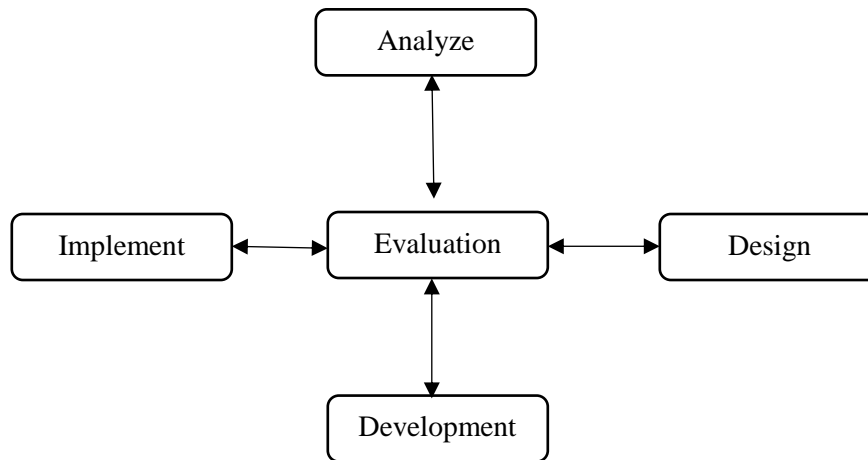 Analyze
Implement
Evaluation
Design
Development